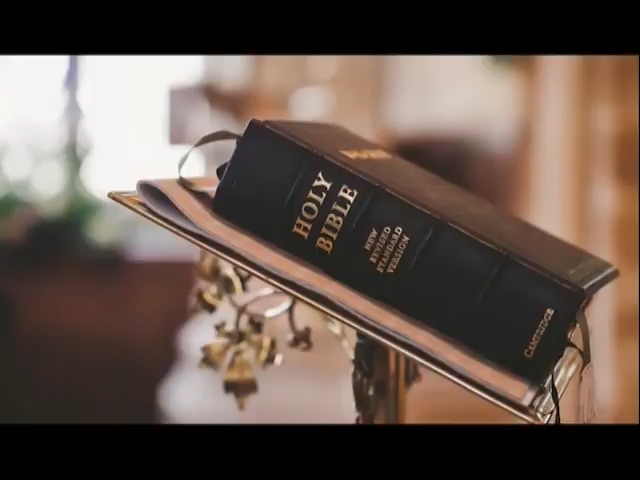 HOLY
BIBLE
NEW
REVISED
STANDARD
VERSION
CAMBRIDGE